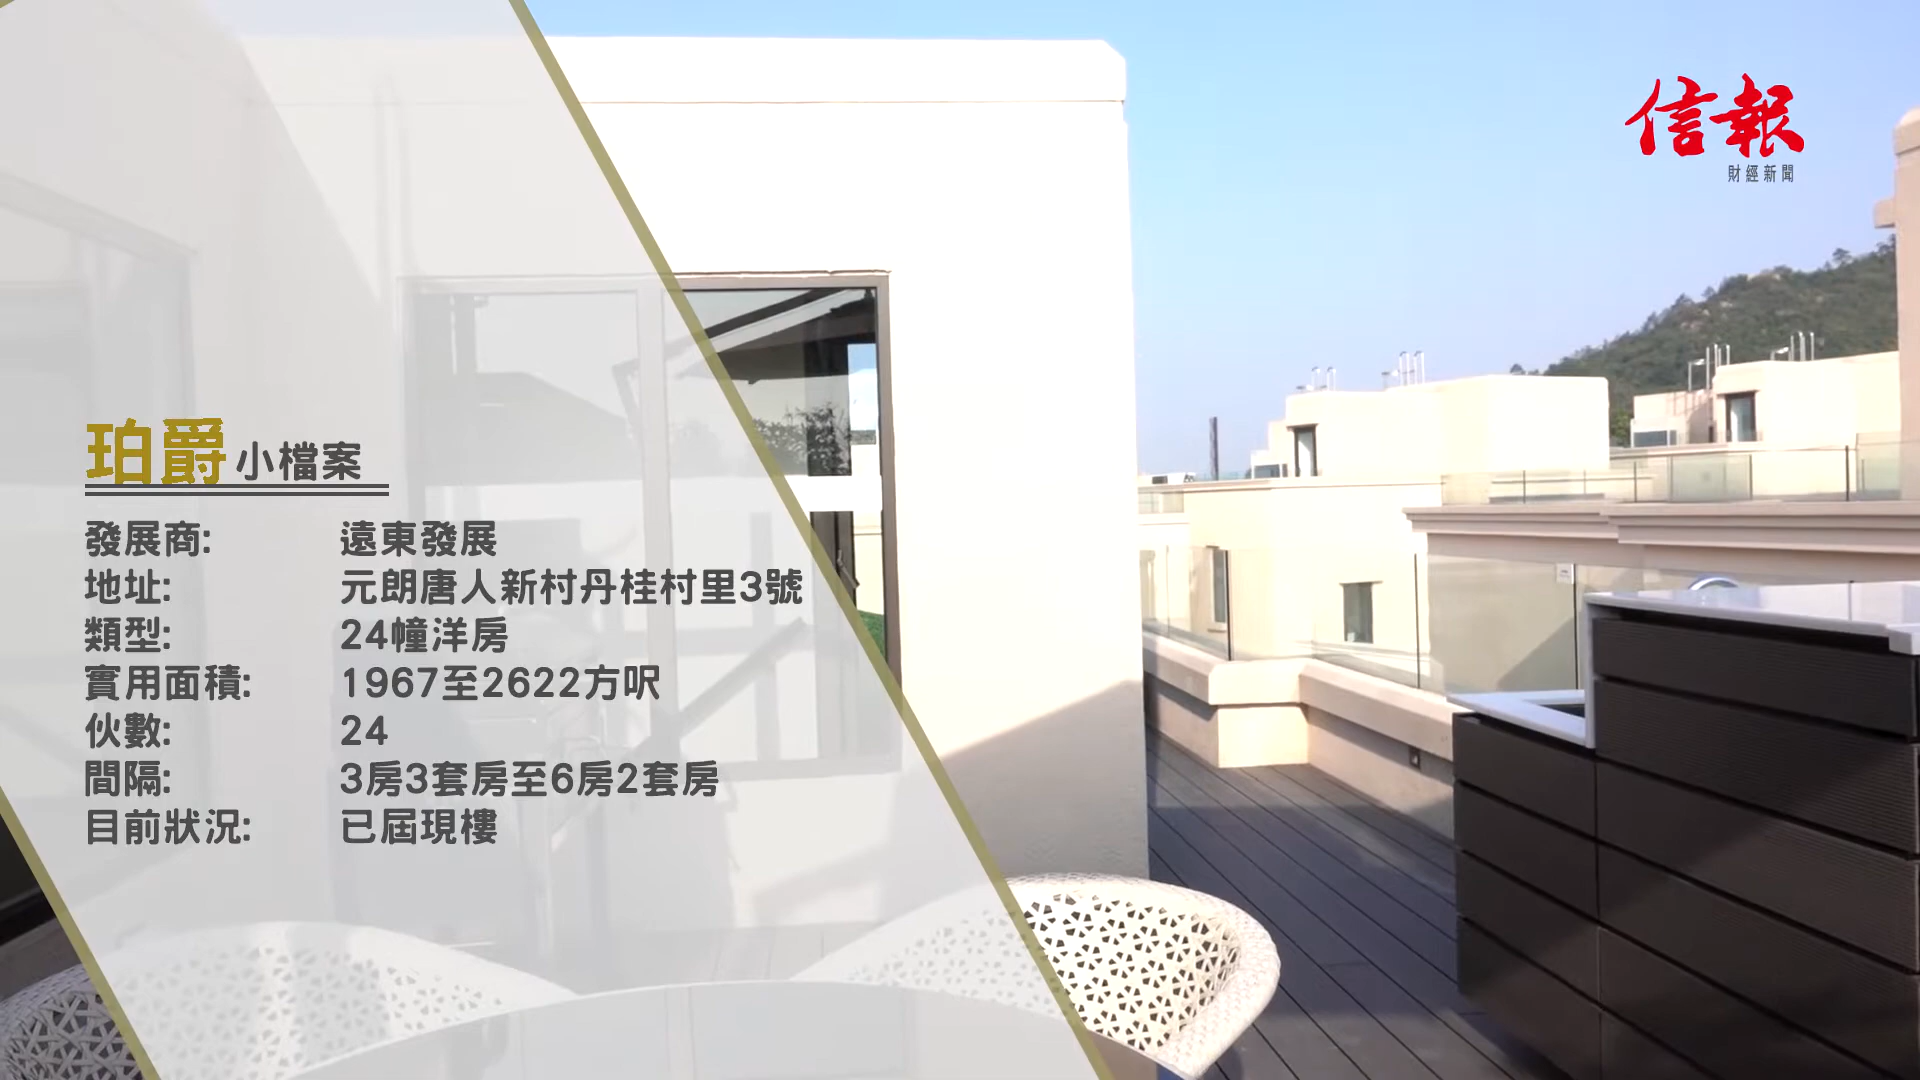 信報
財經新聞
珀爵小檔案
發展商: 遠東發展
地址: 元朗唐人新村丹桂村里3號
類型: 24幢洋房
實用面積: 1967至2622方呎
伙數: 24
間隔: 3房3套房至6房2套房
目前狀況: 已屆現樓